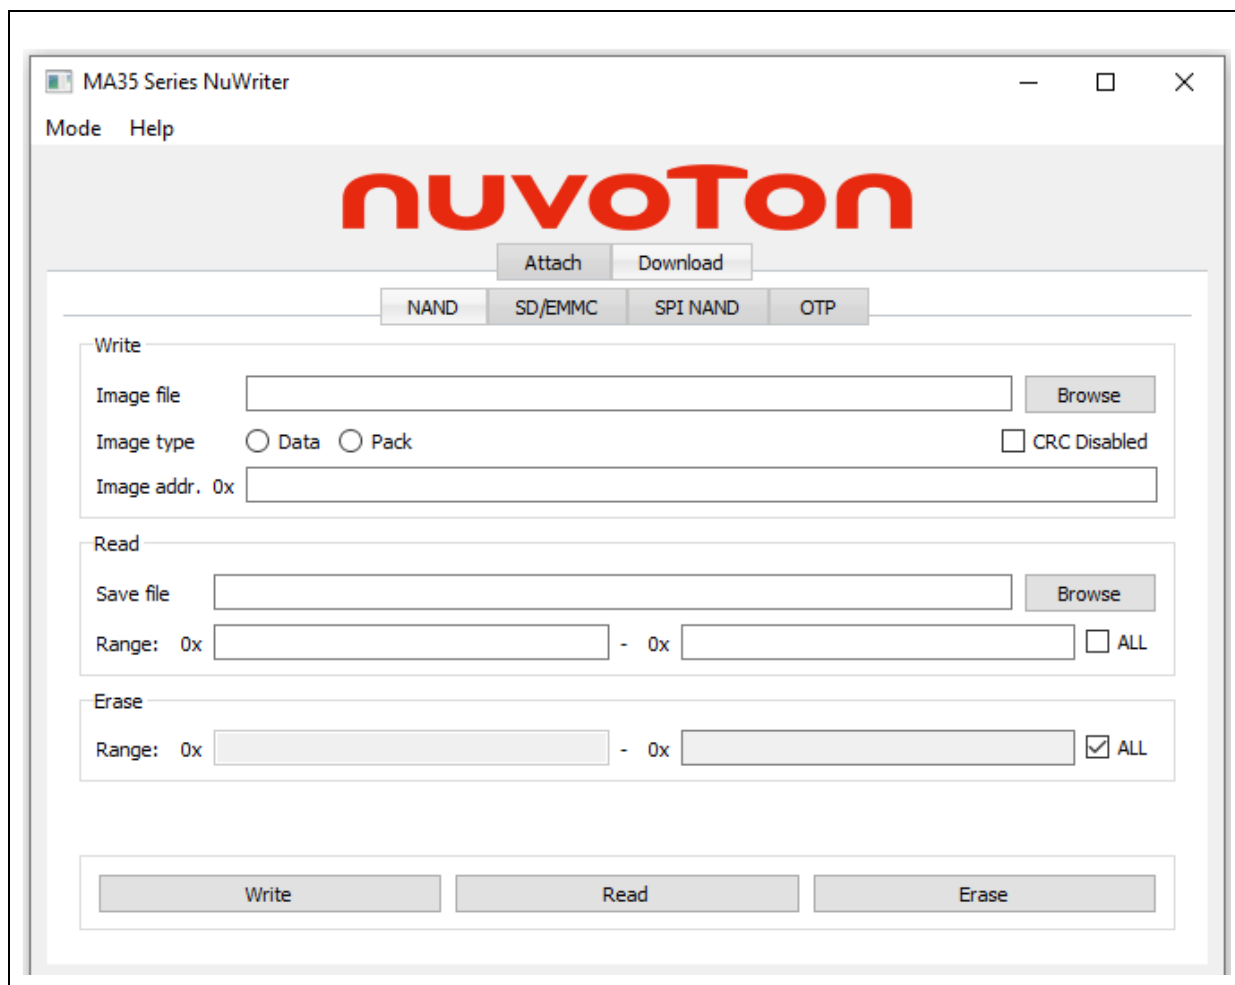 MA35 Series NuWriter
Mode Help
nuvoTon
Attach Download
NAND SD/EMMC SPI NAND OTP
Write
Image file Browse
Image type Data Pack CRC Disabled
Image addr. 0x
Read
Save file Browse
Range: 0x - 0x ALL
Erase
Range: 0x - 0x ALL
Write Read Erase